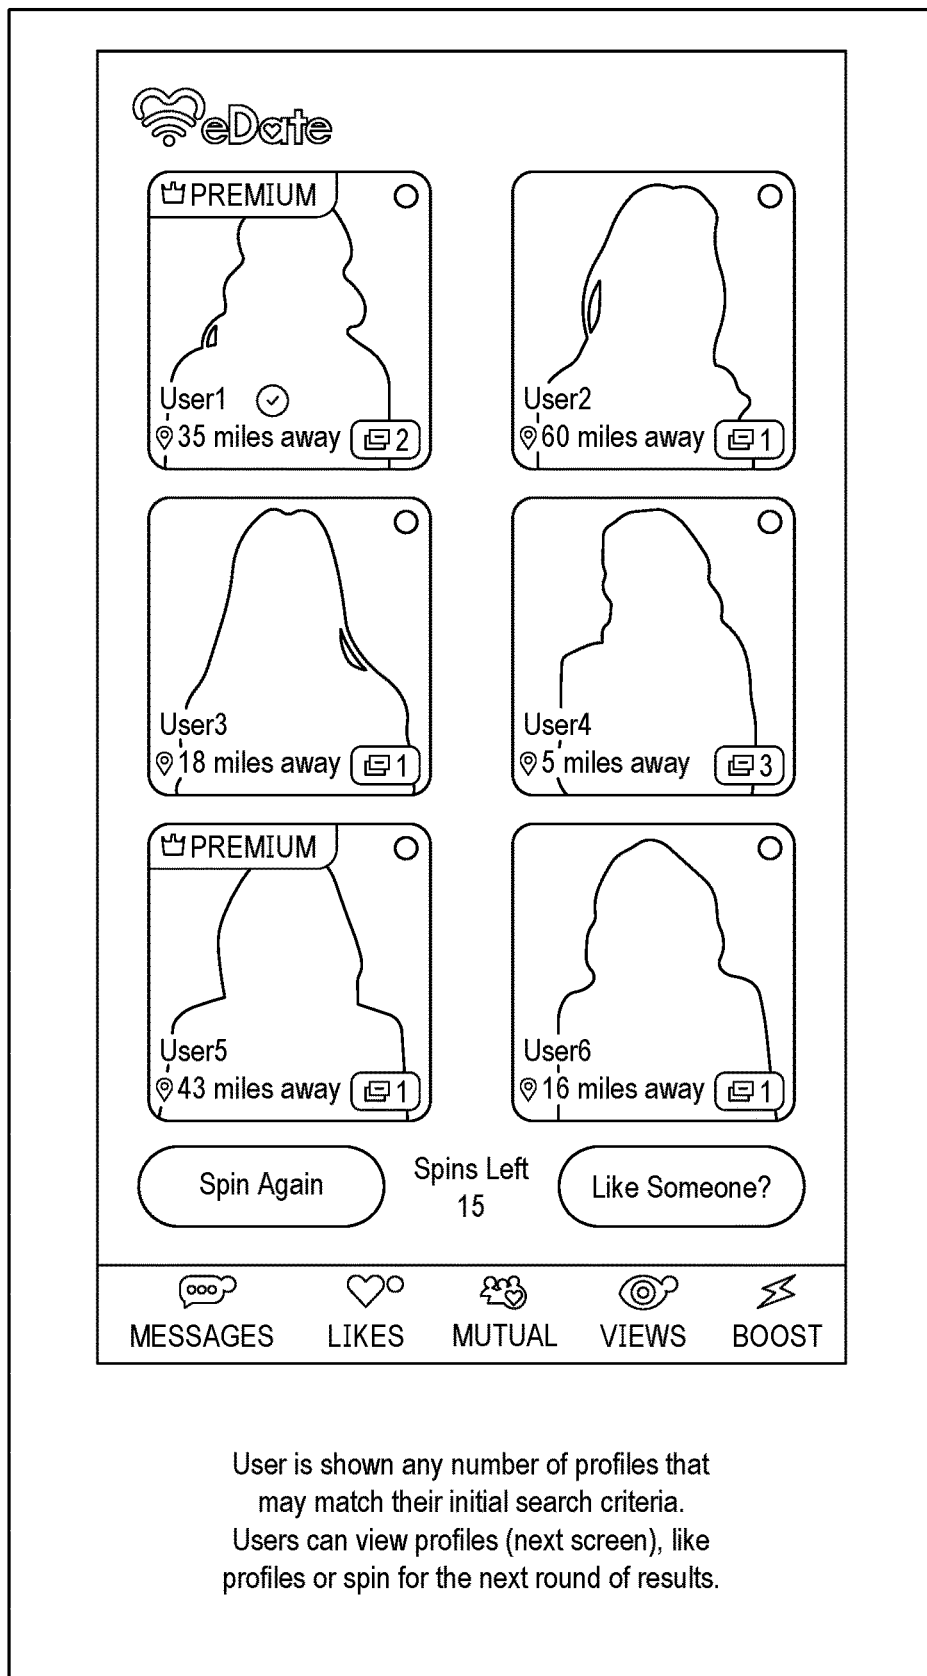 eDate
PREMIUM
User1
35 miles away 2
User2
60 miles away 1
User3
18 miles away 1
User4
5 miles away 3
PREMIUM
User5
43 miles away 1
User6
16 miles away 1
Spin Again
Spins Left
15
Like Someone?
MESSAGES LIKES MUTUAL VIEWS BOOST
User is shown any number of profiles that
may match their initial search criteria.
Users can view profiles (next screen), like
profiles or spin for the next round of results.